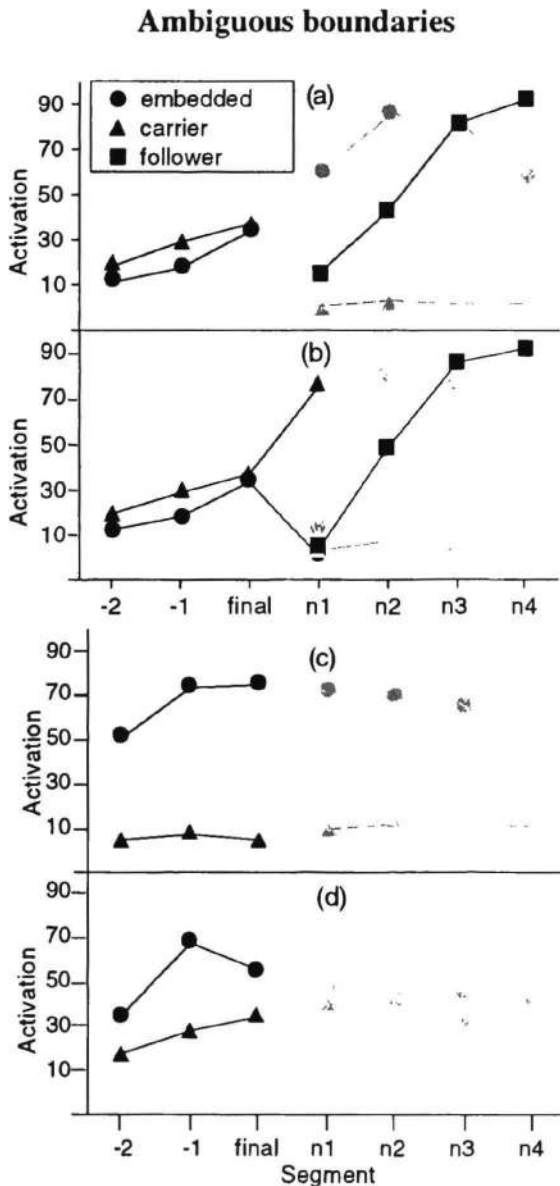 Ambiguous boundaries
(a)
embedded
carrier
follower
90
70
50
30
10
Activation
(b)
90
70
50
30
10
Activation
-2 -1 final n1 n2 n3 n4
(c)
90
70
50
30
10
Activation
(d)
90
70
50
30
10
Activation
-2 -1 final n1 n2 n3 n4
Segment